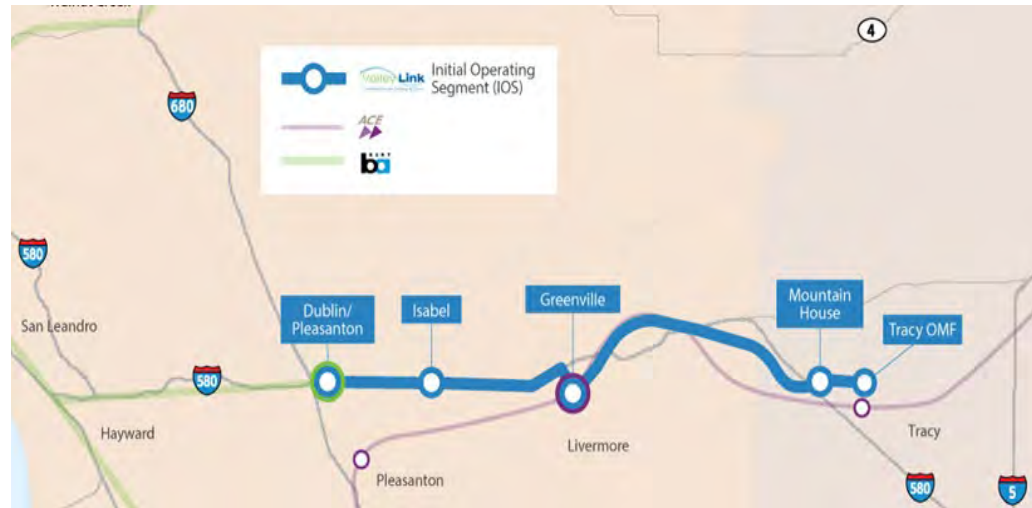 4
Valley Link
Initial Operating
Segment (IOS)
680
ACE
ba
580
Dublin/
Pleasanton
Isabel
Greenville
Mountain
House
Tracy OMF
San Leandro
580
Hayward
Livermore
Tracy
Pleasanton
580
5